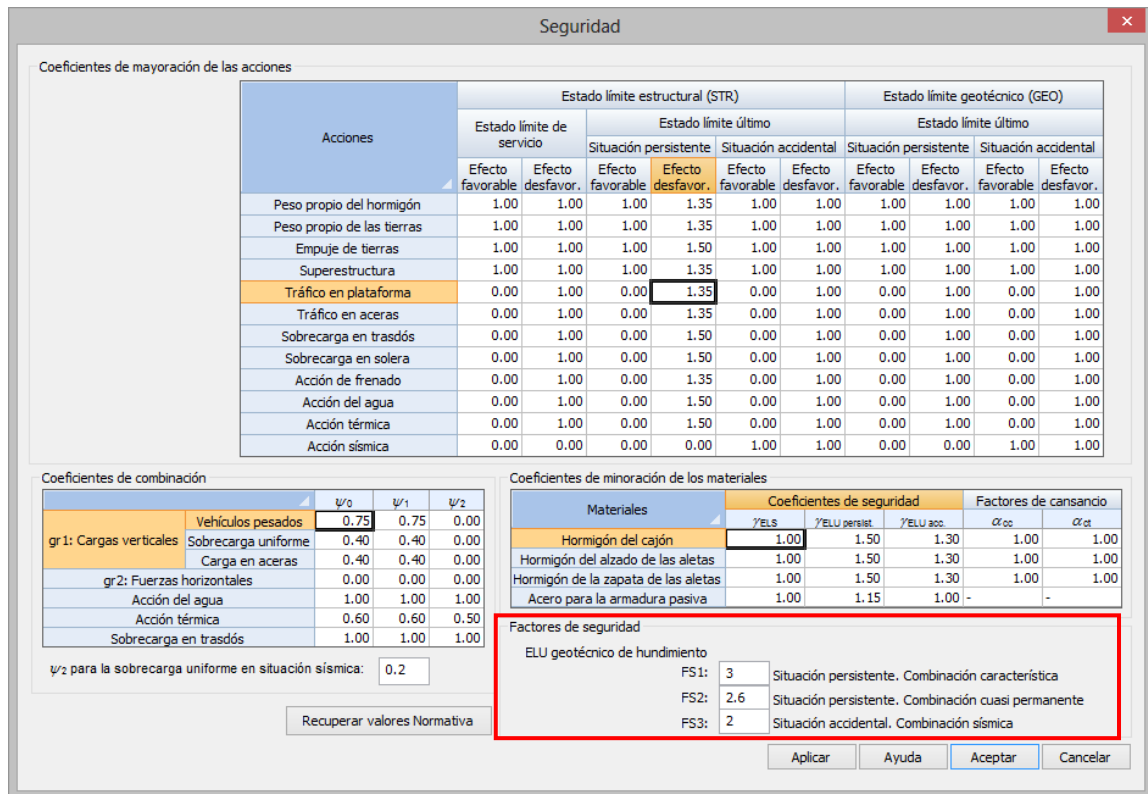 Seguridad
Coeficientes de mayoración de las acciones
Acciones
Estado límite estructural (STR) Estado límite geotécnico (GEO)
Estado límite de servicio Estado límite último Estado límite último
Situación persistente Situación accidental Situación persistente Situación accidental
Efecto favorable Efecto desfavor. Efecto favorable Efecto desfavor. Efecto favorable Efecto desfavor. Efecto favorable Efecto desfavor. Efecto favorable Efecto desfavor.
Peso propio del hormigón 1.00 1.00 1.00 1.35 1.00 1.00 1.00 1.00 1.00 1.00
Peso propio de las tierras 1.00 1.00 1.00 1.35 1.00 1.00 1.00 1.00 1.00 1.00
Empuje de tierras 1.00 1.00 1.00 1.50 1.00 1.00 1.00 1.00 1.00 1.00
Superestructura 1.00 1.00 1.00 1.35 1.00 1.00 1.00 1.00 1.00 1.00
Tráfico en plataforma 0.00 1.00 0.00 1.35 0.00 1.00 0.00 1.00 0.00 1.00
Tráfico en aceras 0.00 1.00 0.00 1.35 0.00 1.00 0.00 1.00 0.00 1.00
Sobrecarga en trasdós 0.00 1.00 0.00 1.50 0.00 1.00 0.00 1.00 0.00 1.00
Sobrecarga en solera 0.00 1.00 0.00 1.50 0.00 1.00 0.00 1.00 0.00 1.00
Acción de frenado 0.00 1.00 0.00 1.35 0.00 1.00 0.00 1.00 0.00 1.00
Acción del agua 0.00 1.00 0.00 1.50 0.00 1.00 0.00 1.00 0.00 1.00
Acción térmica 0.00 1.00 0.00 1.50 0.00 1.00 0.00 1.00 0.00 1.00
Acción sísmica 0.00 0.00 0.00 0.00 1.00 1.00 0.00 0.00 1.00 1.00
Coeficientes de combinación
ψ0 ψ1 ψ2
gr1: Cargas verticales
Vehículos pesados 0.75 0.75 0.00
Sobrecarga uniforme 0.40 0.40 0.00
Carga en aceras 0.40 0.40 0.00
gr2: Fuerzas horizontales 0.00 0.00 0.00
Acción del agua 1.00 1.00 1.00
Acción térmica 0.60 0.60 0.50
Sobrecarga en trasdós 1.00 1.00 1.00
ψ2 para la sobrecarga uniforme en situación sísmica: 0.2
Recuperar valores Normativa
Coeficientes de minoración de los materiales
Materiales Coeficientes de seguridad Factores de cansancio
γELS γELU persist. γELU acc. αcc αct
Hormigón del cajón 1.00 1.50 1.30 1.00 1.00
Hormigón del alzado de las aletas 1.00 1.50 1.30 1.00 1.00
Hormigón de la zapata de las aletas 1.00 1.50 1.30 1.00 1.00
Acero para la armadura pasiva 1.00 1.15 1.00 - -
Factores de seguridad
ELU geotécnico de hundimiento
FS1: 3 Situación persistente. Combinación característica
FS2: 2.6 Situación persistente. Combinación cuasi permanente
FS3: 2 Situación accidental. Combinación sísmica
Aplicar Ayuda Aceptar Cancelar